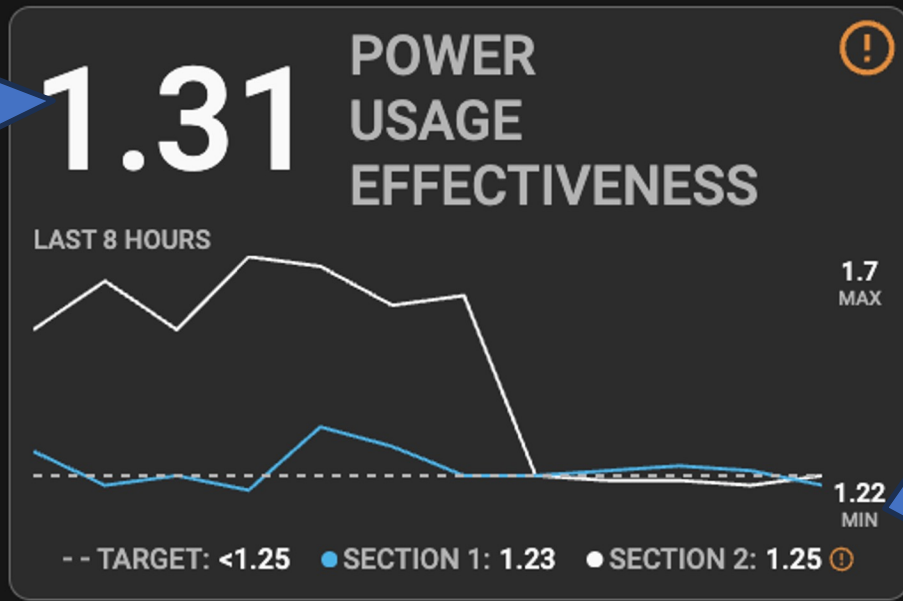 1.31
POWER
USAGE
EFFECTIVENESS
!
LAST 8 HOURS
1.7
MAX
1.22
MIN
-- TARGET: <1.25 ● SECTION 1: 1.23 ● SECTION 2: 1.25 !